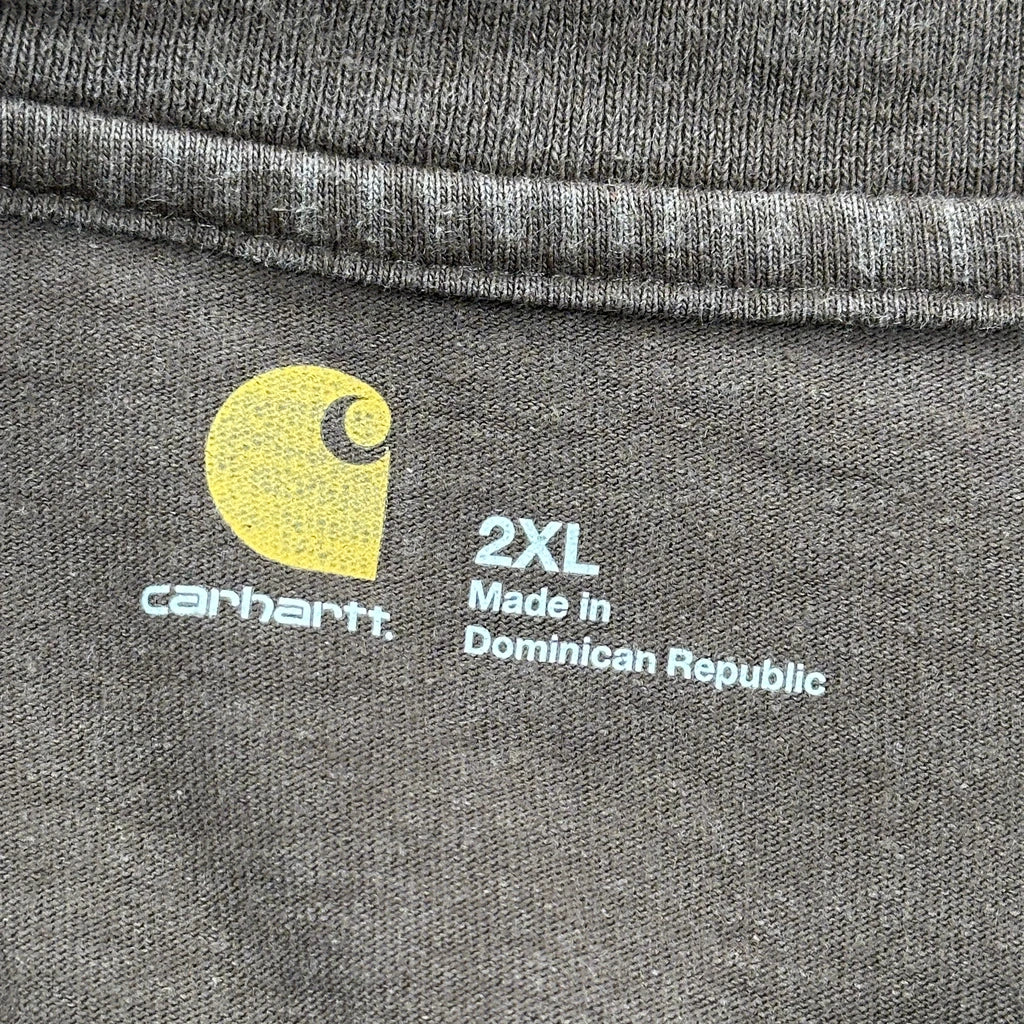 carhartt.
2XL
Made in
Dominican Republic